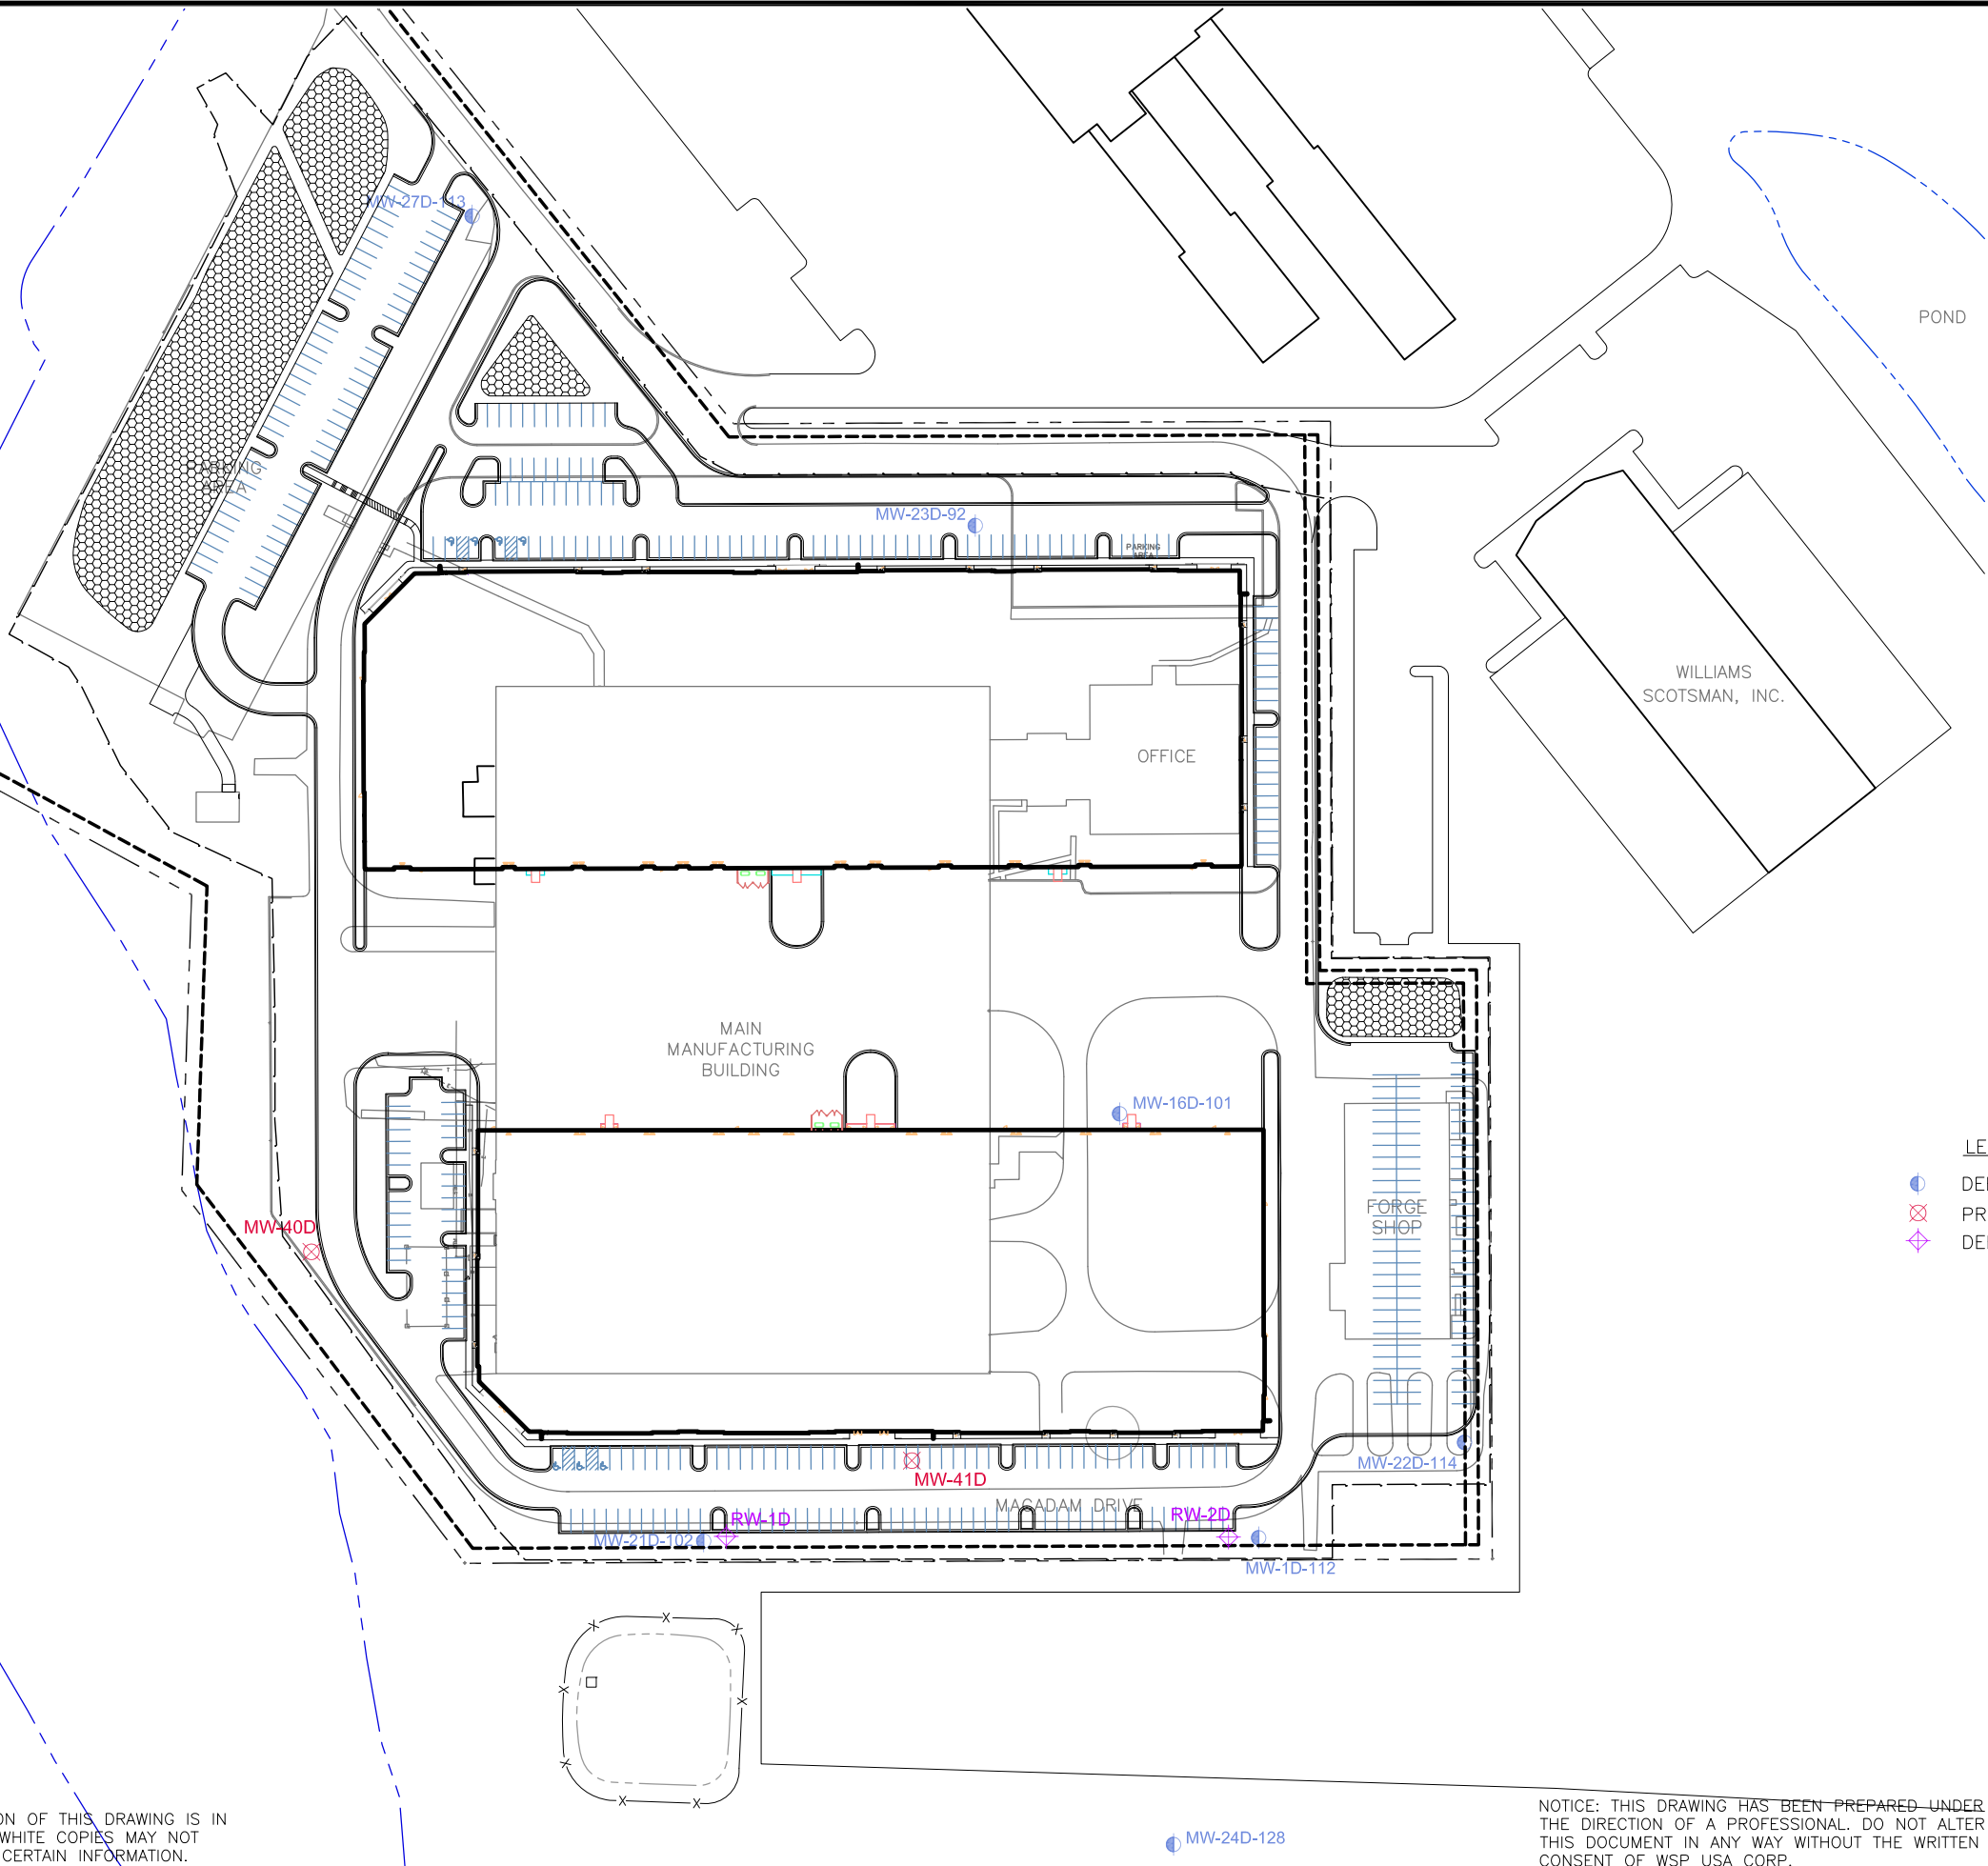 MW-27D-113
POND
PARKING
AREA
MW-23D-92
PARKING
AREA
WILLIAMS
SCOTSMAN, INC.
OFFICE
MAIN
MANUFACTURING
BUILDING
MW-16D-101
LE
DE
PR
DE
FORGE
SHOP
MW-40D
MW-22D-114
MW-41D
MACADAM DRIVE
RW-1D
RW-2D
MW-21D-102
MW-1D-112
X X X
X X
X X X
ON OF THIS DRAWING IS IN
WHITE COPIES MAY NOT
CERTAIN INFORMATION.
MW-24D-128
NOTICE: THIS DRAWING HAS BEEN PREPARED UNDER
THE DIRECTION OF A PROFESSIONAL. DO NOT ALTER
THIS DOCUMENT IN ANY WAY WITHOUT THE WRITTEN
CONSENT OF WSP USA CORP.